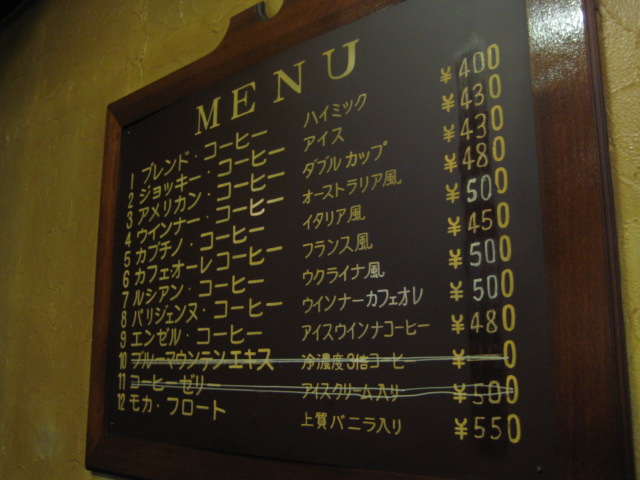 MENU
1 ブレンド・コーヒー ハイミック ¥400
2 ジョッキー・コーヒー アイス ¥430
3 アメリカン・コーヒー ダブルカップ ¥430
4 ウインナー・コーヒー オーストラリア風 ¥480
5 カプチノ・コーヒー イタリア風 ¥500
6 カフェ・オーレコーヒー フランス風 ¥450
7 ルシアン・コーヒー ウクライナ風 ¥500
8 パリジェンヌ・コーヒー ウインナーカフェオレ ¥500
9 エンゼル・コーヒー アイスウインナコーヒー ¥480
10 ブルーマウンテンエキス 冷濃度3倍コーヒー ¥ 0
11 コーヒーゼリー アイスクリーム入り ¥500
12 モカ・フロート 上質バニラ入り ¥550